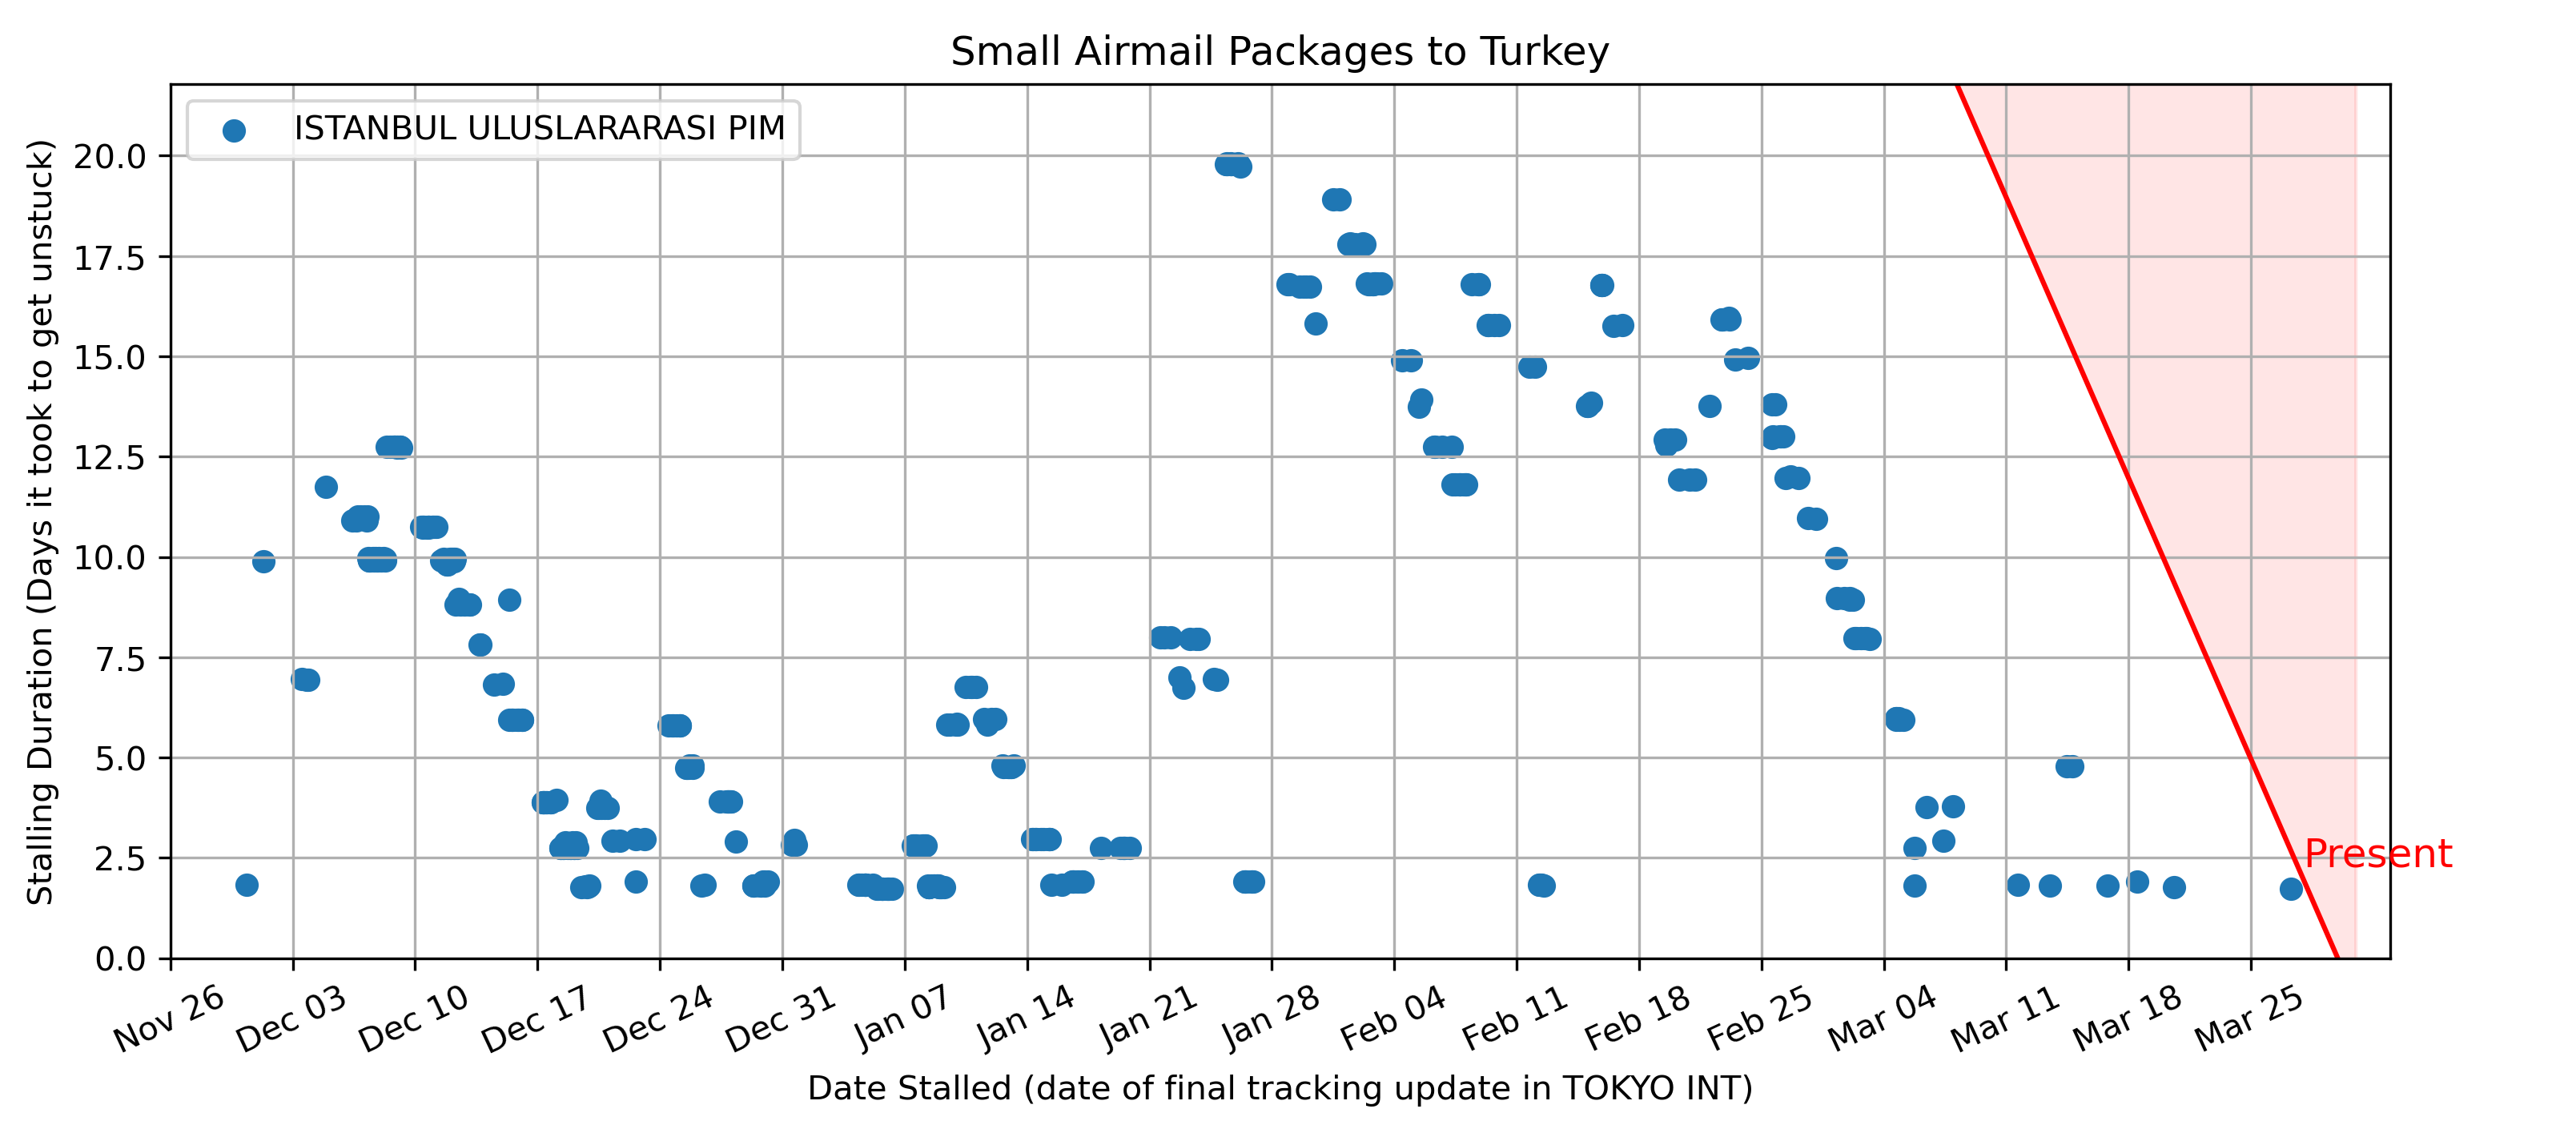 Small Airmail Packages to Turkey
ISTANBUL ULUSLARARASI PIM
Stalling Duration (Days it took to get unstuck)
20.0
17.5
15.0
12.5
10.0
7.5
5.0
2.5
0.0
Present
Nov 26
Dec 03
Dec 10
Dec 17
Dec 24
Dec 31
Jan 07
Jan 14
Jan 21
Jan 28
Feb 04
Feb 11
Feb 18
Feb 25
Mar 04
Mar 11
Mar 18
Mar 25
Date Stalled (date of final tracking update in TOKYO INT)